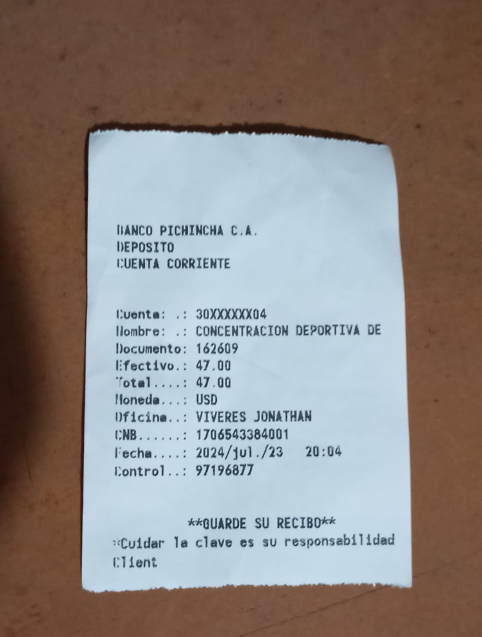 BANCO PICHINCHA C.A.
DEPOSITO
CUENTA CORRIENTE
Cuenta: .: 30XXXXXX04
Nombre: .: CONCENTRACION DEPORTIVA DE
Documento: 162609
Efectivo.: 47.00
Total....: 47.00
Moneda...: USD
Oficina..: VIVERES JONATHAN
CNB......: 1706543384001
Fecha....: 2024/jul./23 20:04
Control..: 97196877
**GUARDE SU RECIBO**
*Cuidar la clave es su responsabilidad
Client